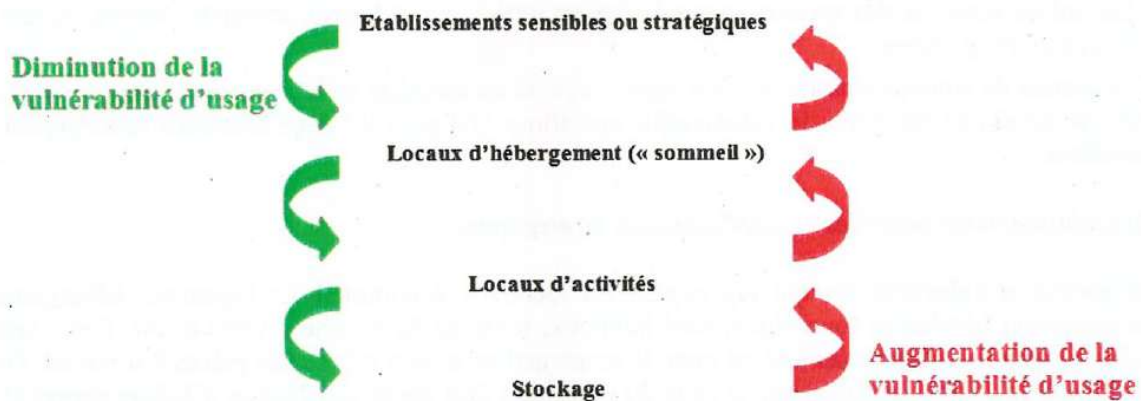 Etablissements sensibles ou stratégiques
Diminution de la
vulnérabilité d'usage
Locaux d'hébergement (« sommeil »)
Locaux d'activités
Augmentation de la
vulnérabilité d'usage
Stockage